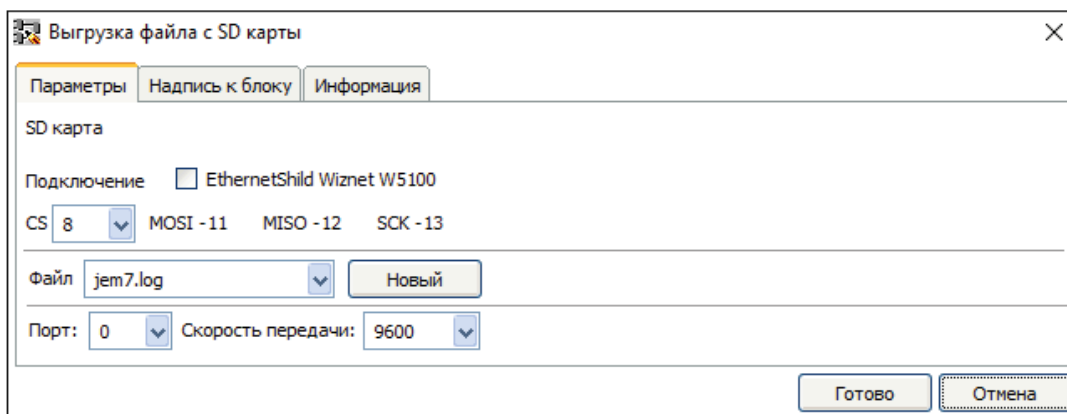 Выгрузка файла с SD карты
Параметры Надпись к блоку Информация
SD карта
Подключение EthernetShild Wiznet W5100
CS 8 MOSI -11 MISO -12 SCK -13
Файл jem7.log Новый
Порт: 0 Скорость передачи: 9600
Готово Отмена